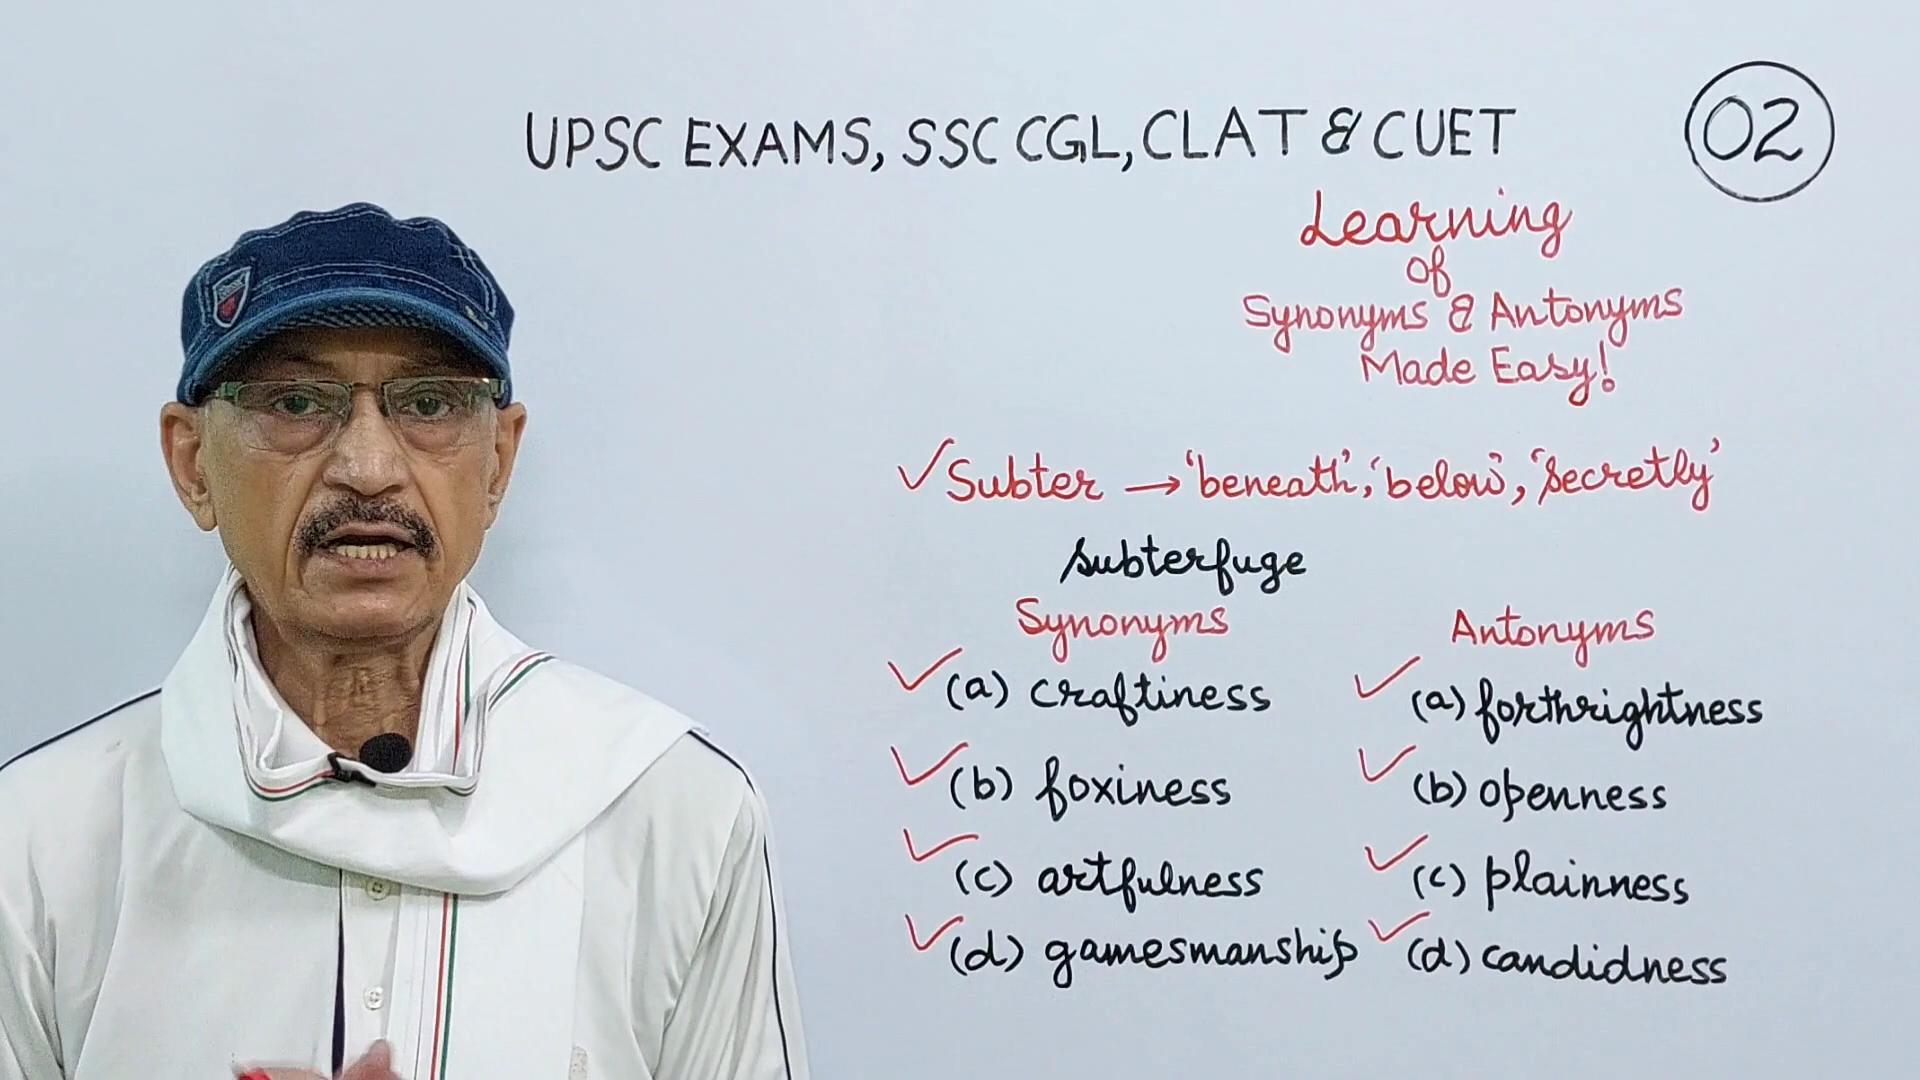 UPSC EXAMS, SSC CGL, CLAT & CUET
02
Learning
Of
Synonyms & Antonyms
Made Easy!
✓ Subter → 'beneath', 'below', 'secretly'
subterfuge
Synonyms
✓ (a) craftiness
✓ (b) foxiness
✓ (c) artfulness
✓ (d) gamesmanship
Antonyms
✓ (a) forthrightness
✓ (b) openness
✓ (c) plainness
✓ (d) candidness